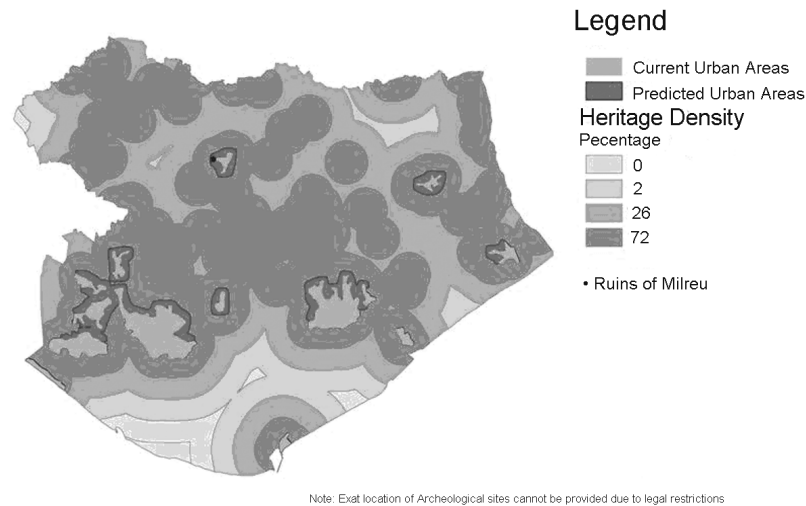 Legend
Current Urban Areas
Predicted Urban Areas
Heritage Density
Pecentage
0
2
26
72
• Ruins of Milreu
Note: Exat location of Archeological sites cannot be provided due to legal restrictions